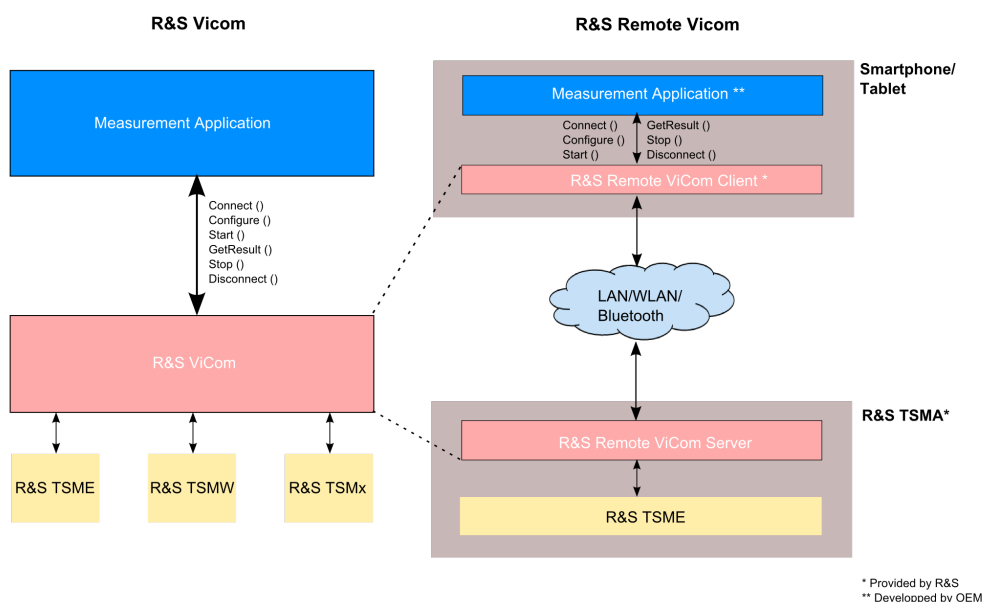 R&S Vicom
Measurement Application
Connect ()
Configure ()
Start ()
GetResult ()
Stop ()
Disconnect ()
R&S ViCom
R&S TSME
R&S TSMW
R&S TSMx
R&S Remote Vicom
Smartphone/
Tablet
Measurement Application **
Connect ()
Configure ()
Start ()
GetResult ()
Stop ()
Disconnect ()
R&S Remote ViCom Client *
LAN/WLAN/
Bluetooth
R&S TSMA*
R&S Remote ViCom Server
R&S TSME
* Provided by R&S
** Developped by OEM